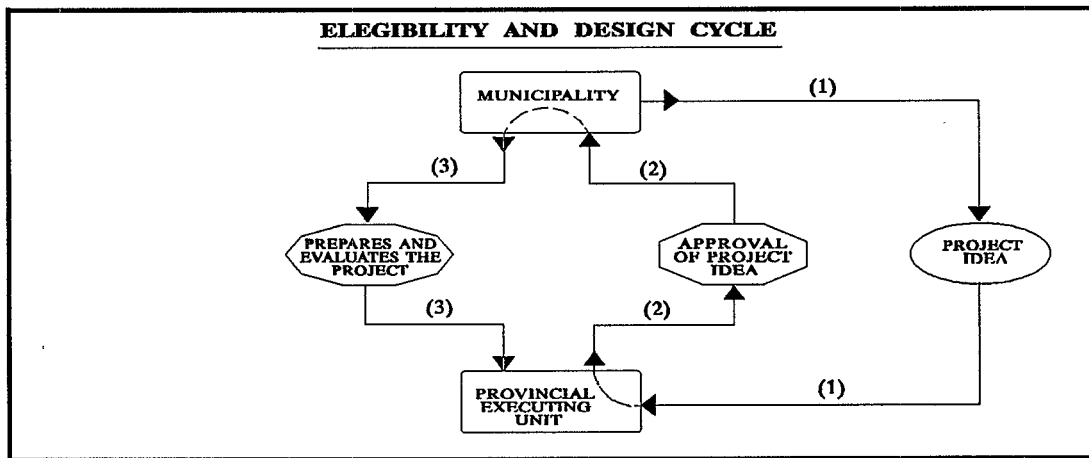 ELEGIBILITY AND DESIGN CYCLE
MUNICIPALITY
(1)
(3)
(2)
PREPARES AND
EVALUATES THE
PROJECT
APPROVAL
OF PROJECT
IDEA
PROJECT
IDEA
(3)
(2)
(1)
PROVINCIAL
EXECUTING
UNIT